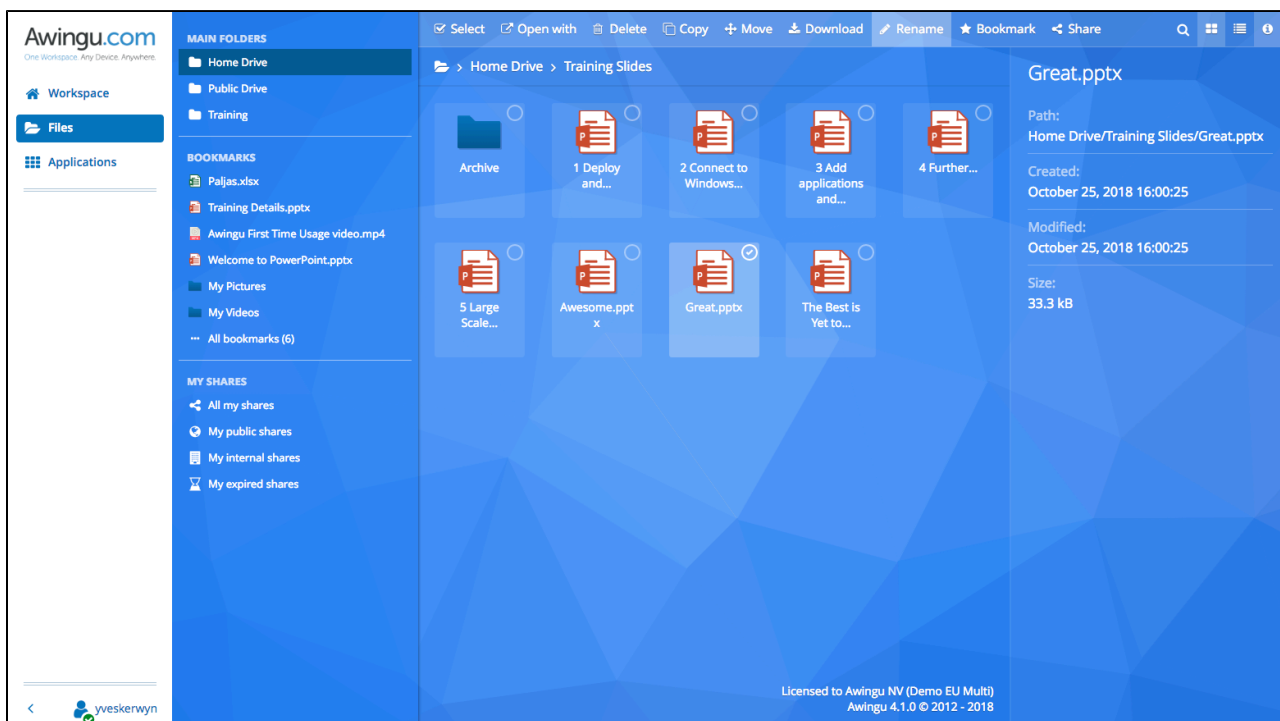 Awingu.com
One Workspace. Any Device. Anywhere.
Workspace
Files
Applications
yveskerwyn
MAIN FOLDERS
Home Drive
Public Drive
Training
BOOKMARKS
Paljas.xlsx
Training Details.pptx
Awingu First Time Usage video.mp4
Welcome to PowerPoint.pptx
My Pictures
My Videos
All bookmarks (6)
MY SHARES
All my shares
My public shares
My internal shares
My expired shares
Select Open with Delete Copy Move Download Rename Bookmark Share
> Home Drive > Training Slides
Archive
1 Deploy
and...
2 Connect to
Windows...
3 Add
applications
and...
4 Further...
5 Large
Scale...
Awesome.ppt
x
Great.pptx
The Best is
Yet to...
Licensed to Awingu NV (Demo EU Multi)
Awingu 4.1.0 © 2012 - 2018
Great.pptx
Path:
Home Drive/Training Slides/Great.pptx
Created:
October 25, 2018 16:00:25
Modified:
October 25, 2018 16:00:25
Size:
33.3 kB